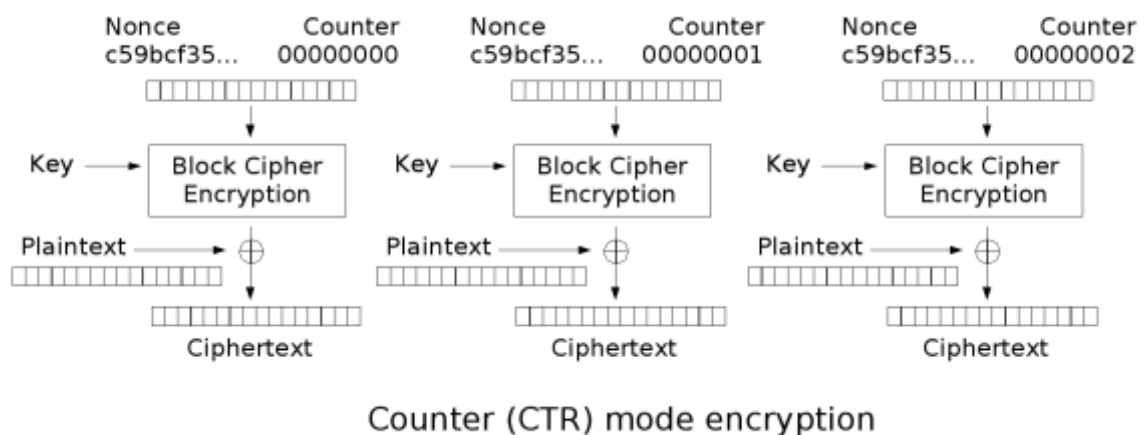 Nonce Counter Nonce Counter Nonce Counter
c59bcf35... 00000000 c59bcf35... 00000001 c59bcf35... 00000002
Key Block Cipher Key Block Cipher Key Block Cipher
Encryption Encryption Encryption
Plaintext Plaintext Plaintext
Ciphertext Ciphertext Ciphertext
Counter (CTR) mode encryption